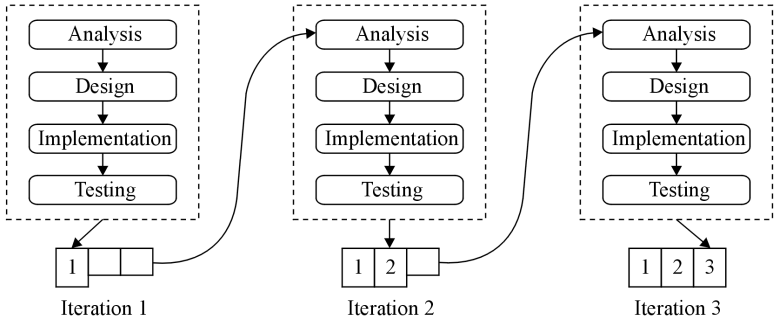 Analysis
Design
Implementation
Testing
1
Iteration 1
Analysis
Design
Implementation
Testing
1 2
Iteration 2
Analysis
Design
Implementation
Testing
1 2 3
Iteration 3